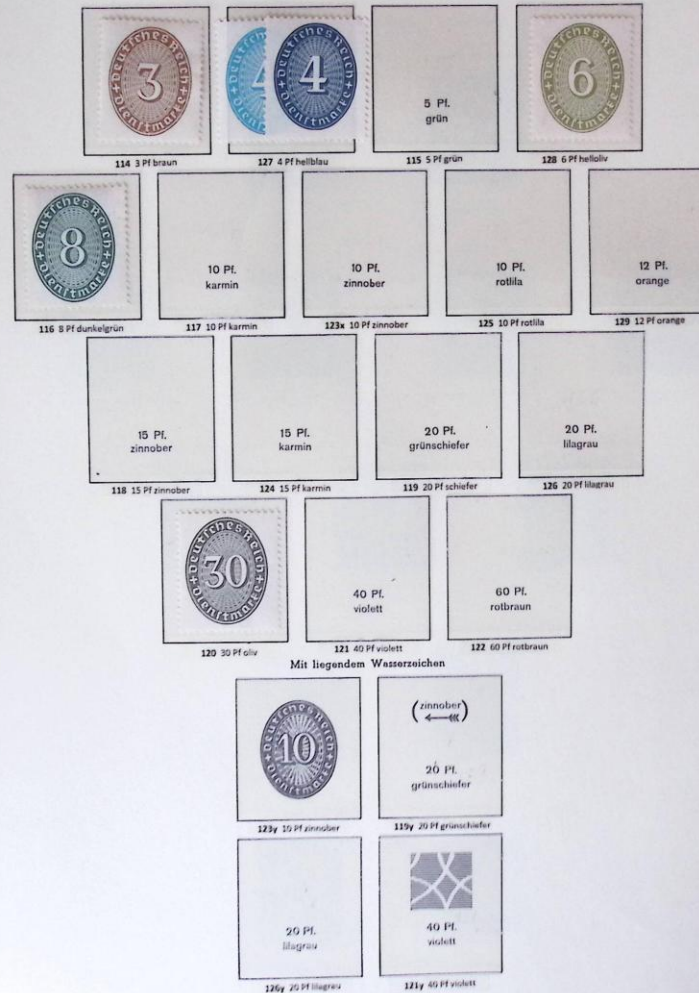 Deutsches Reich
3
Dienstmarke
4
Deutsches Reich
4
Dienstmarke
5 Pf.
grün
Deutsches Reich
6
Dienstmarke
114 3 Pf braun
127 4 Pf hellblau
115 5 Pf grün
128 6 Pf helloliv
Deutsches Reich
8
Dienstmarke
10 Pf.
karmin
10 Pf.
zinnober
10 Pf.
rotlila
12 Pf.
orange
116 8 Pf dunkelgrün
117 10 Pf karmin
123x 10 Pf zinnober
125 10 Pf rotlila
129 12 Pf orange
15 Pf.
zinnober
15 Pf.
karmin
20 Pf.
grünschiefer
20 Pf.
lilagrau
118 15 Pf zinnober
124 15 Pf karmin
119 20 Pf schiefer
126 20 Pf lilagrau
Deutsches Reich
30
Dienstmarke
40 Pf.
violett
60 Pf.
rotbraun
120 30 Pf oliv
121 40 Pf violett
122 60 Pf rotbraun
Mit liegendem Wasserzeichen
Deutsches Reich
10
Dienstmarke
(zinnober)
20 Pf.
grünschiefer
123y 10 Pf zinnober
119y 20 Pf grünschiefer
20 Pf.
lilagrau
40 Pf.
violett
126y 20 Pf lilagrau
121y 40 Pf violett